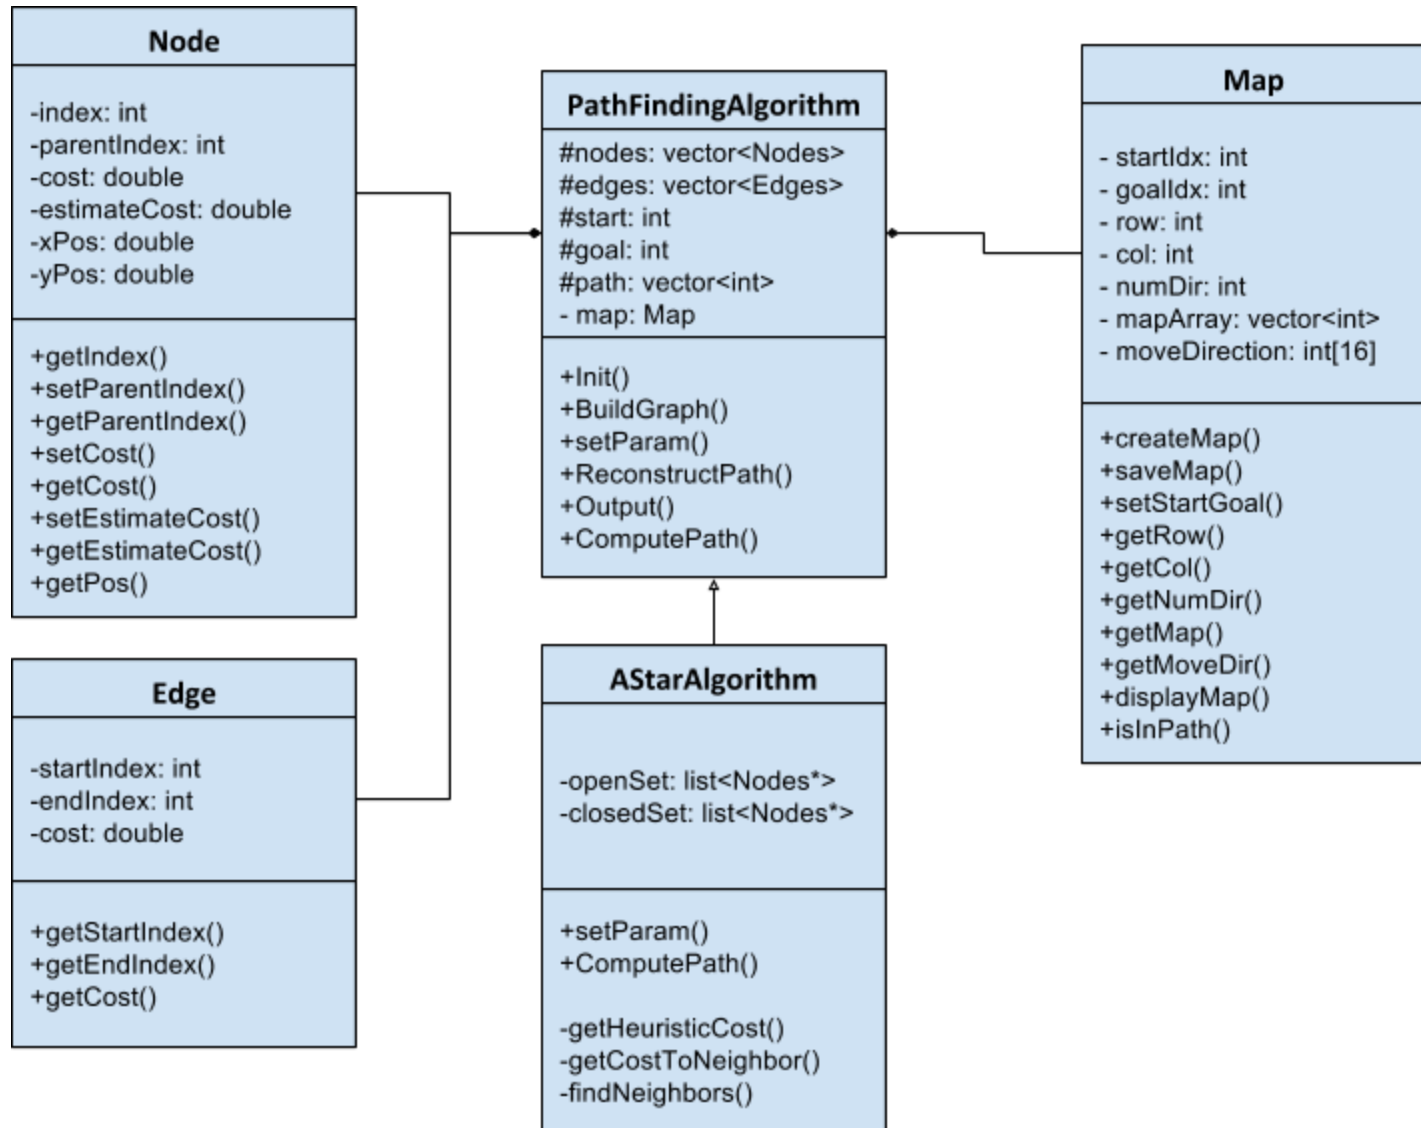 Node
-index: int
-parentIndex: int
-cost: double
-estimateCost: double
-xPos: double
-yPos: double
+getIndex()
+setParentIndex()
+getParentIndex()
+setCost()
+getCost()
+setEstimateCost()
+getEstimateCost()
+getPos()
Edge
-startIndex: int
-endIndex: int
-cost: double
+getStartIndex()
+getEndIndex()
+getCost()
PathFindingAlgorithm
#nodes: vector<Nodes>
#edges: vector<Edges>
#start: int
#goal: int
#path: vector<int>
- map: Map
+Init()
+BuildGraph()
+setParam()
+ReconstructPath()
+Output()
+ComputePath()
AStarAlgorithm
-openSet: list<Nodes*>
-closedSet: list<Nodes*>
+setParam()
+ComputePath()
-getHeuristicCost()
-getCostToNeighbor()
-findNeighbors()
Map
- startIdx: int
- goalIdx: int
- row: int
- col: int
- numDir: int
- mapArray: vector<int>
- moveDirection: int[16]
+createMap()
+saveMap()
+setStartGoal()
+getRow()
+getCol()
+getNumDir()
+getMap()
+getMoveDir()
+displayMap()
+isInPath()